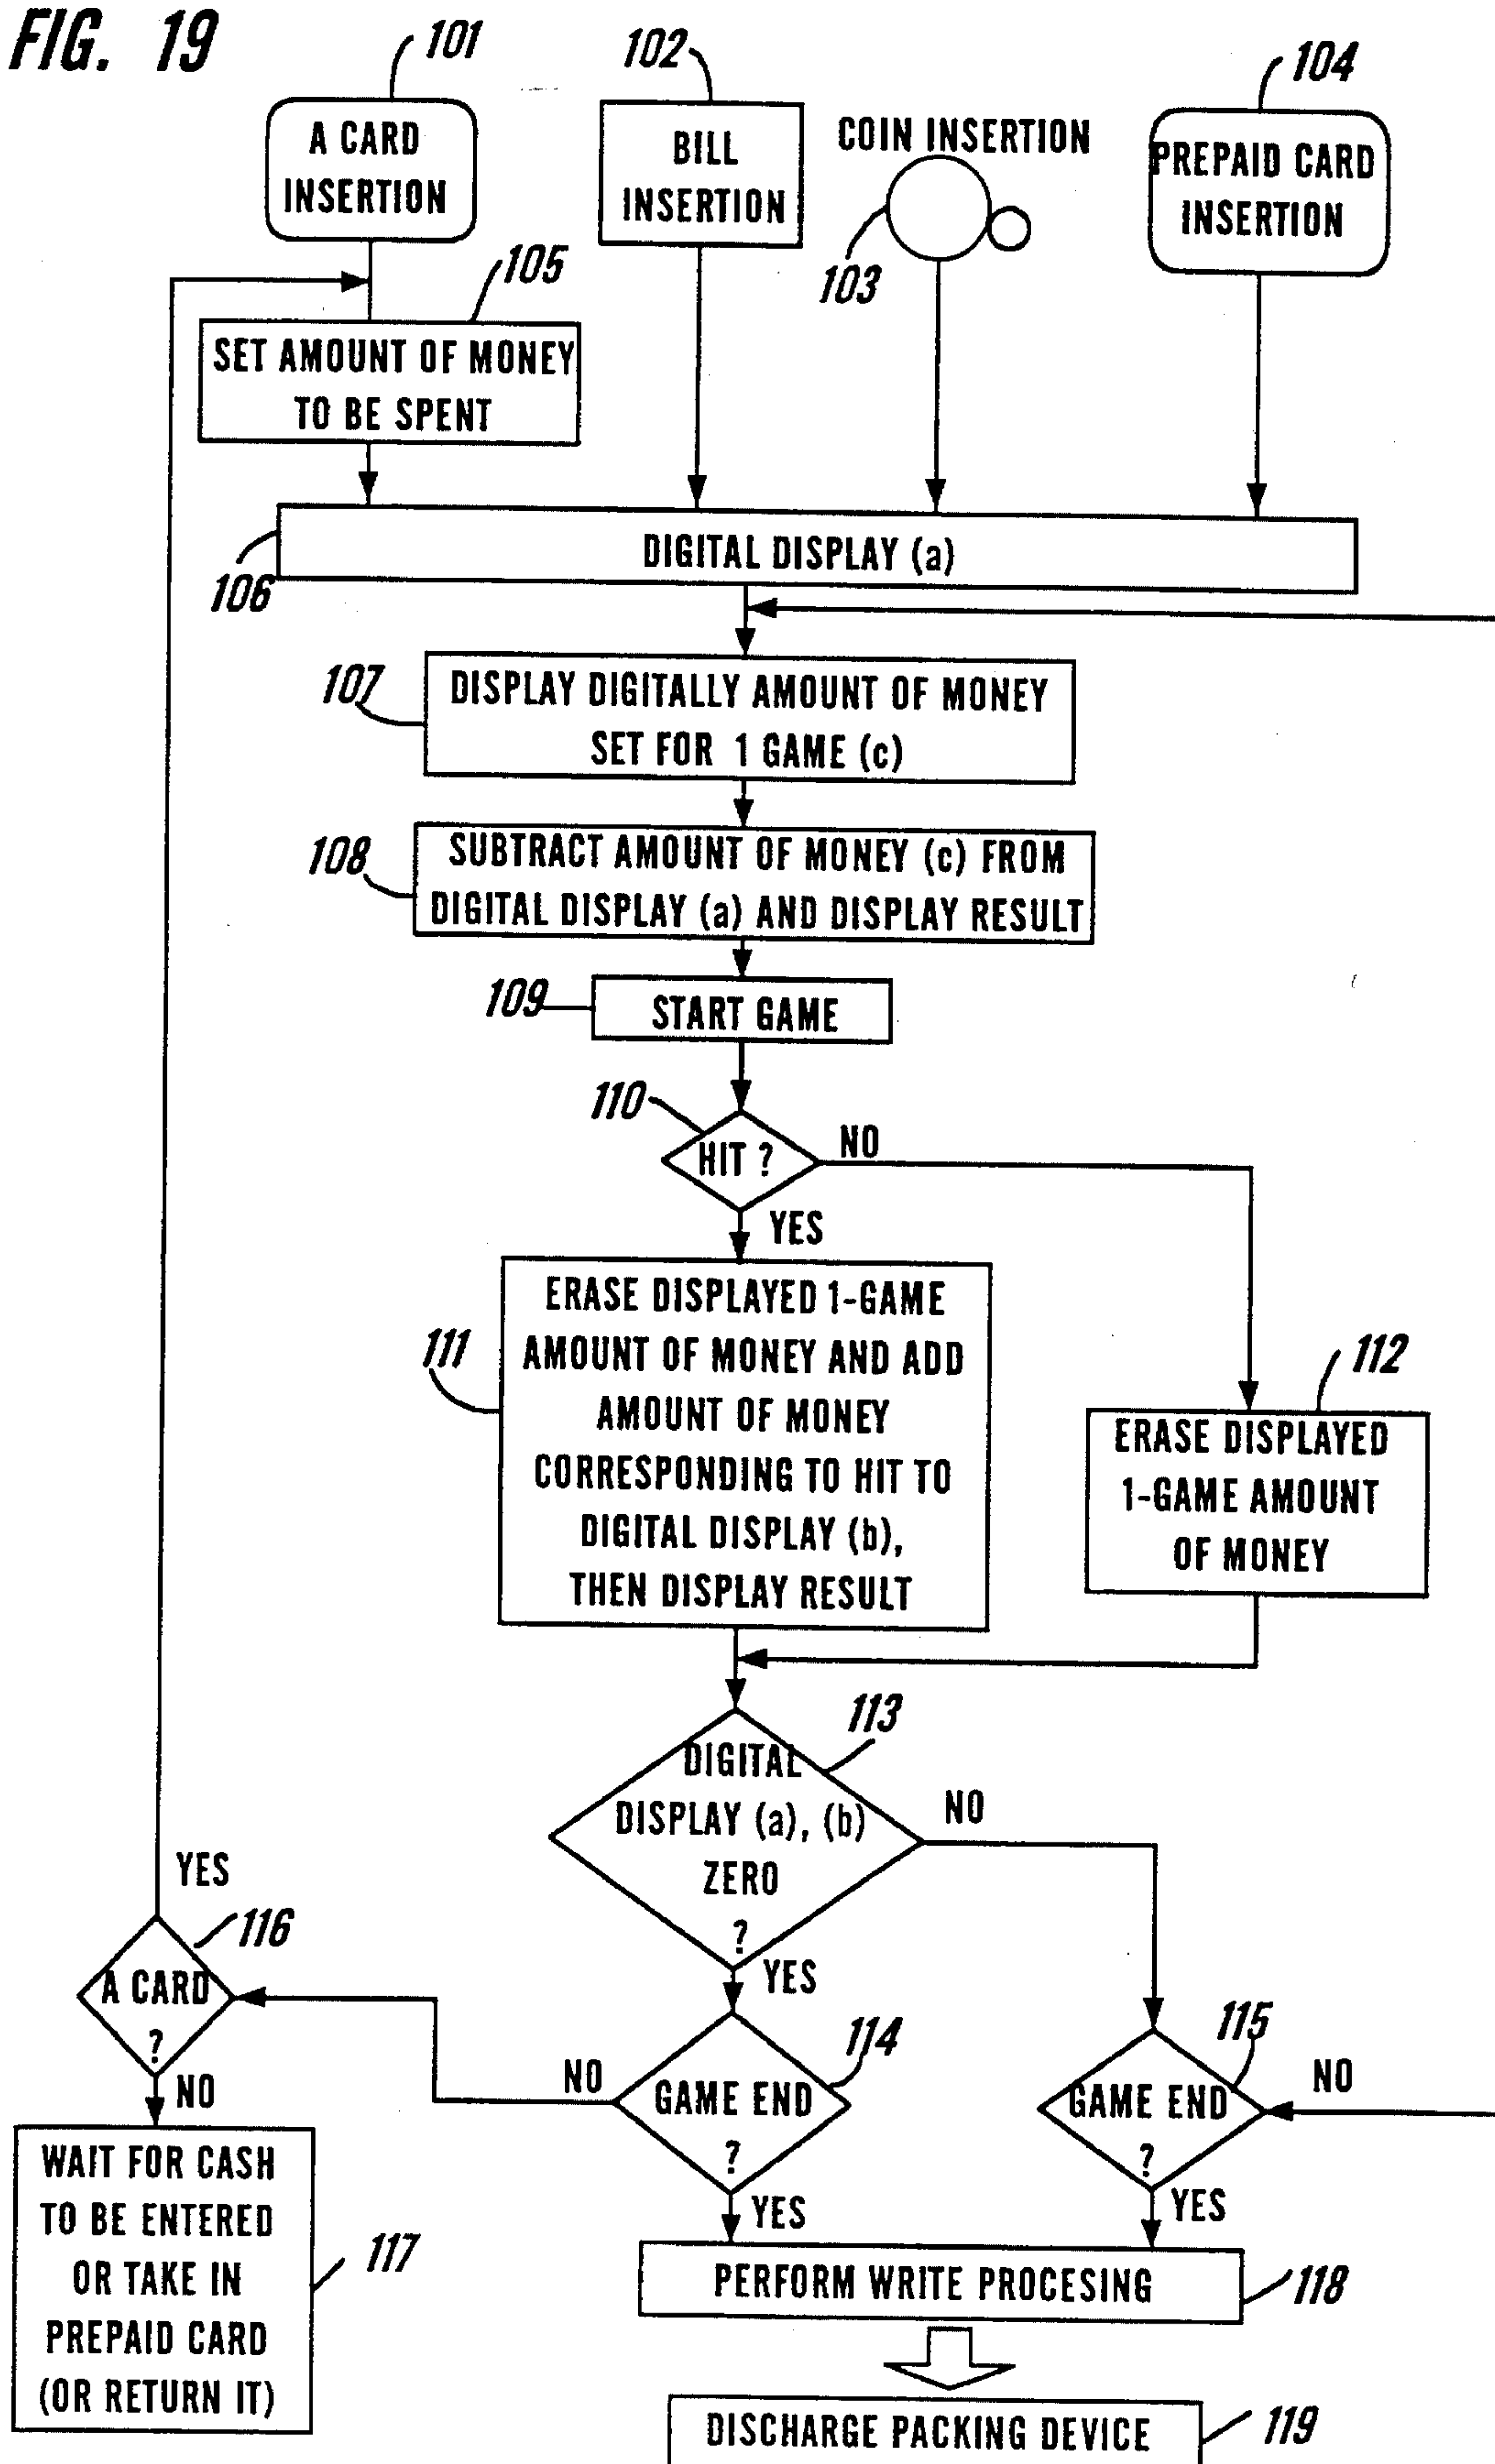 FIG. 19
101
102
104
A CARD
INSERTION
BILL
INSERTION
COIN INSERTION
103
PREPAID CARD
INSERTION
105
SET AMOUNT OF MONEY
TO BE SPENT
DIGITAL DISPLAY (a)
106
107
DISPLAY DIGITALLY AMOUNT OF MONEY
SET FOR 1 GAME (c)
108
SUBTRACT AMOUNT OF MONEY (c) FROM
DIGITAL DISPLAY (a) AND DISPLAY RESULT
109
START GAME
110
HIT ?
NO
YES
111
ERASE DISPLAYED 1-GAME
AMOUNT OF MONEY AND ADD
AMOUNT OF MONEY
CORRESPONDING TO HIT TO
DIGITAL DISPLAY (b),
THEN DISPLAY RESULT
112
ERASE DISPLAYED
1-GAME AMOUNT
OF MONEY
113
DIGITAL
DISPLAY (a), (b)
ZERO
?
NO
YES
YES
116
A CARD
?
NO
114
GAME END
?
NO
YES
115
GAME END
?
NO
YES
WAIT FOR CASH
TO BE ENTERED
OR TAKE IN
PREPAID CARD
(OR RETURN IT)
117
PERFORM WRITE PROCESING
118
DISCHARGE PACKING DEVICE
119